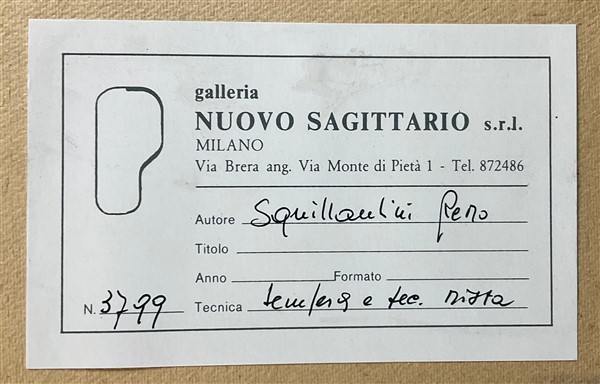 galleria
NUOVO SAGITTARIO s.r.l.
MILANO
Via Brera ang. Via Monte di Pietà 1 - Tel. 872486
Autore Squillantini Remo
Titolo
Anno Formato
N. 3799 Tecnica tempera e tec. mista